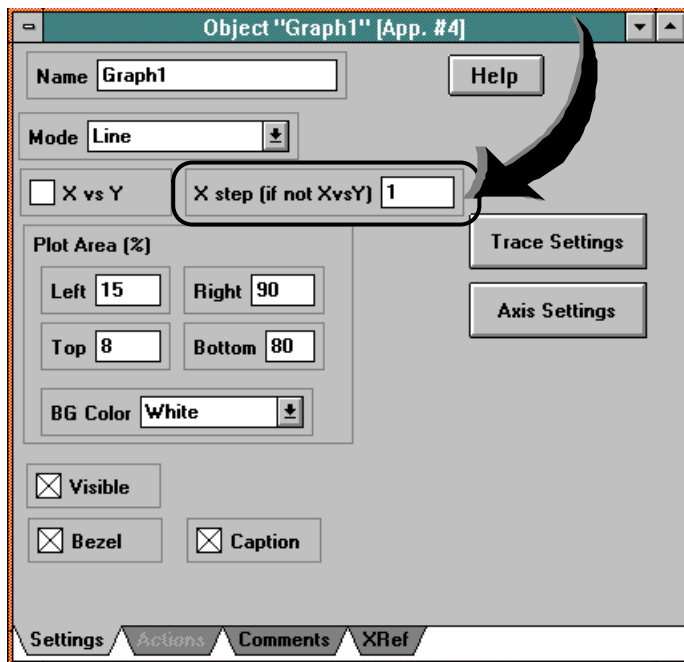 Object "Graph1" [App. #4]
Name Graph1
Help
Mode Line
X vs Y
X step (if not XvsY) 1
Plot Area (%)
Left 15
Right 90
Top 8
Bottom 80
BG Color White
Trace Settings
Axis Settings
Visible
Bezel
Caption
Settings
Actions
Comments
XRef